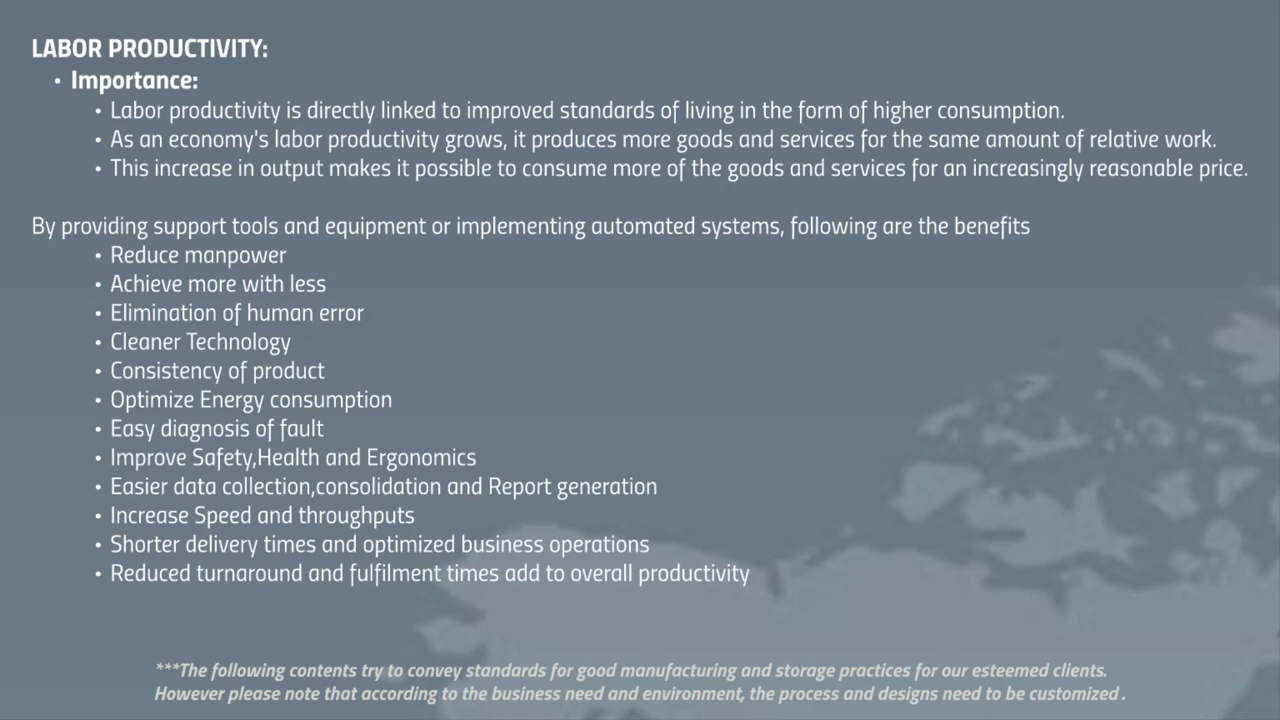 LABOR PRODUCTIVITY:
• Importance:
• Labor productivity is directly linked to improved standards of living in the form of higher consumption.
• As an economy's labor productivity grows, it produces more goods and services for the same amount of relative work.
• This increase in output makes it possible to consume more of the goods and services for an increasingly reasonable price.
By providing support tools and equipment or implementing automated systems, following are the benefits
• Reduce manpower
• Achieve more with less
• Elimination of human error
• Cleaner Technology
• Consistency of product
• Optimize Energy consumption
• Easy diagnosis of fault
• Improve Safety,Health and Ergonomics
• Easier data collection,consolidation and Report generation
• Increase Speed and throughputs
• Shorter delivery times and optimized business operations
• Reduced turnaround and fulfilment times add to overall productivity
***The following contents try to convey standards for good manufacturing and storage practices for our esteemed clients.
However please note that according to the business need and environment, the process and designs need to be customized .